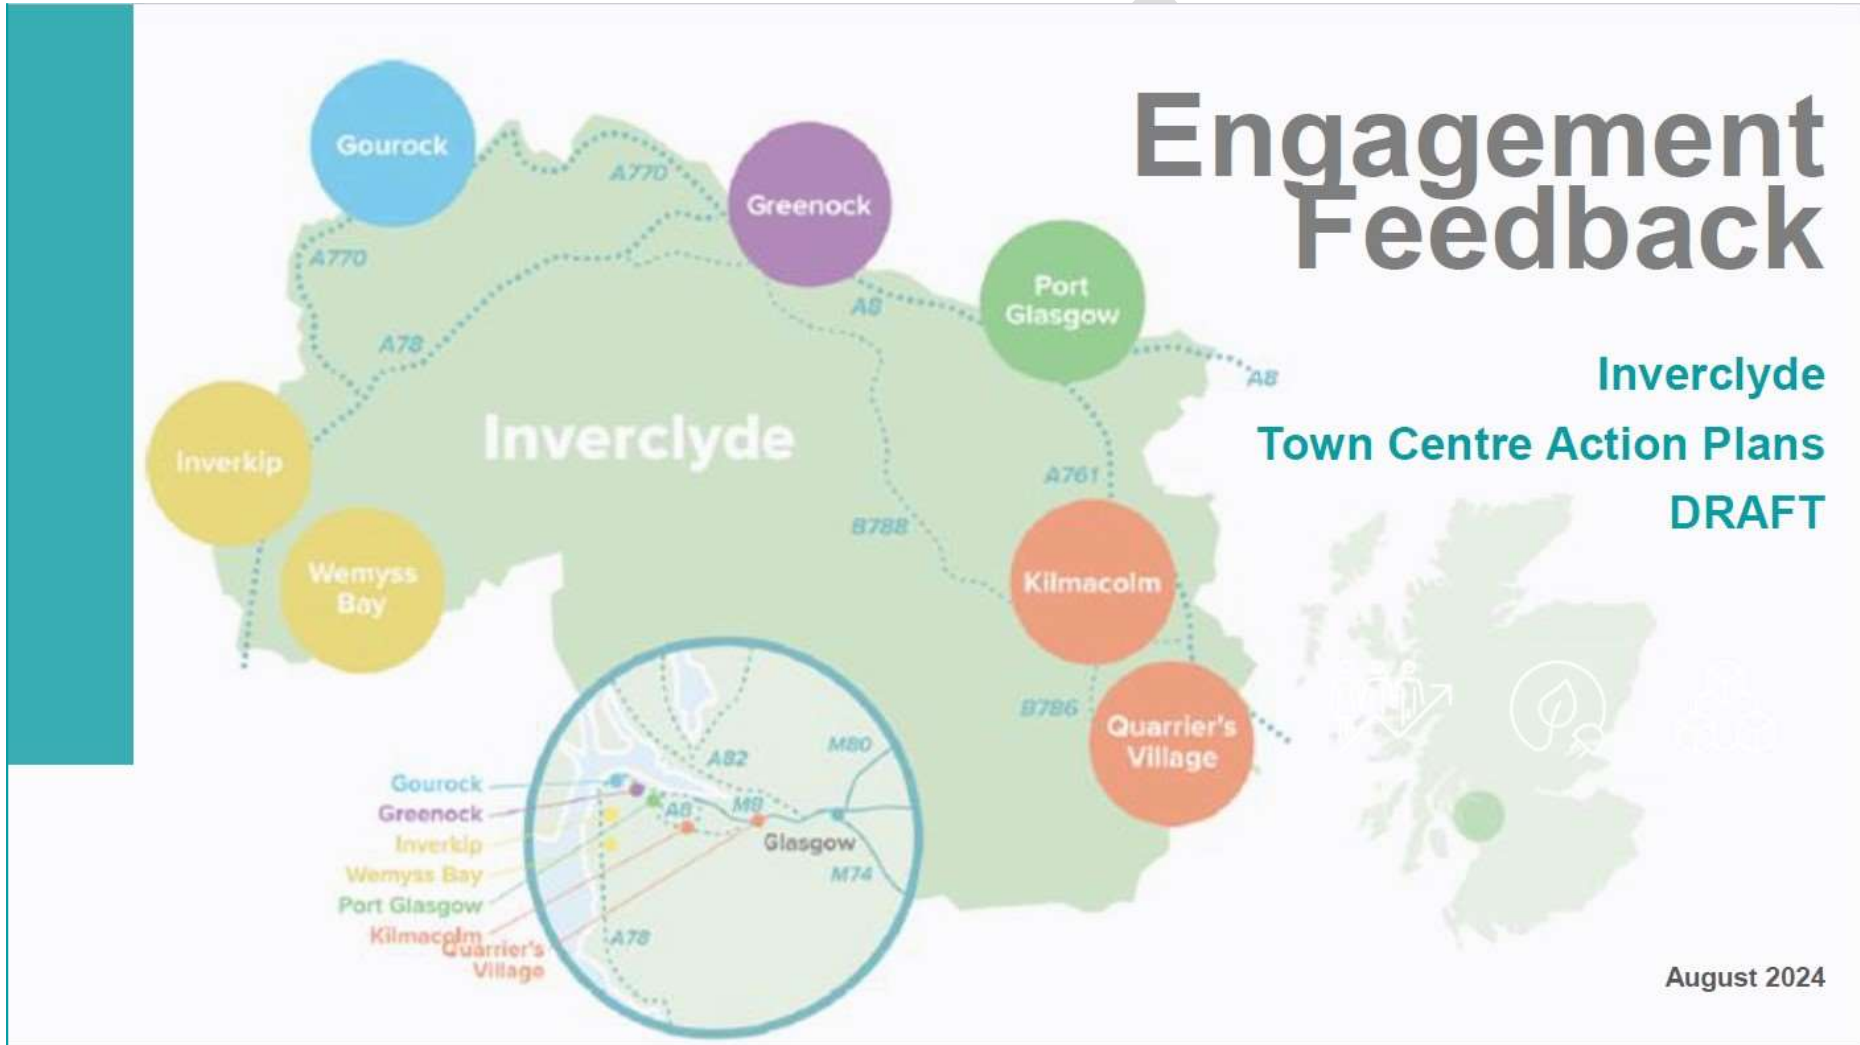 Engagement
Feedback
Inverclyde
Town Centre Action Plans
DRAFT
August 2024
Gourock
Greenock
Port
Glasgow
Inverkip
Wemyss
Bay
Kilmacolm
Quarrier's
Village
Inverclyde
A770
A770
A78
A8
A8
A761
B788
B786
Gourock
Greenock
Inverkip
Wemyss Bay
Port Glasgow
Kilmacolm
Quarrier's
Village
A82
M80
A8
M8
Glasgow
M74
A78